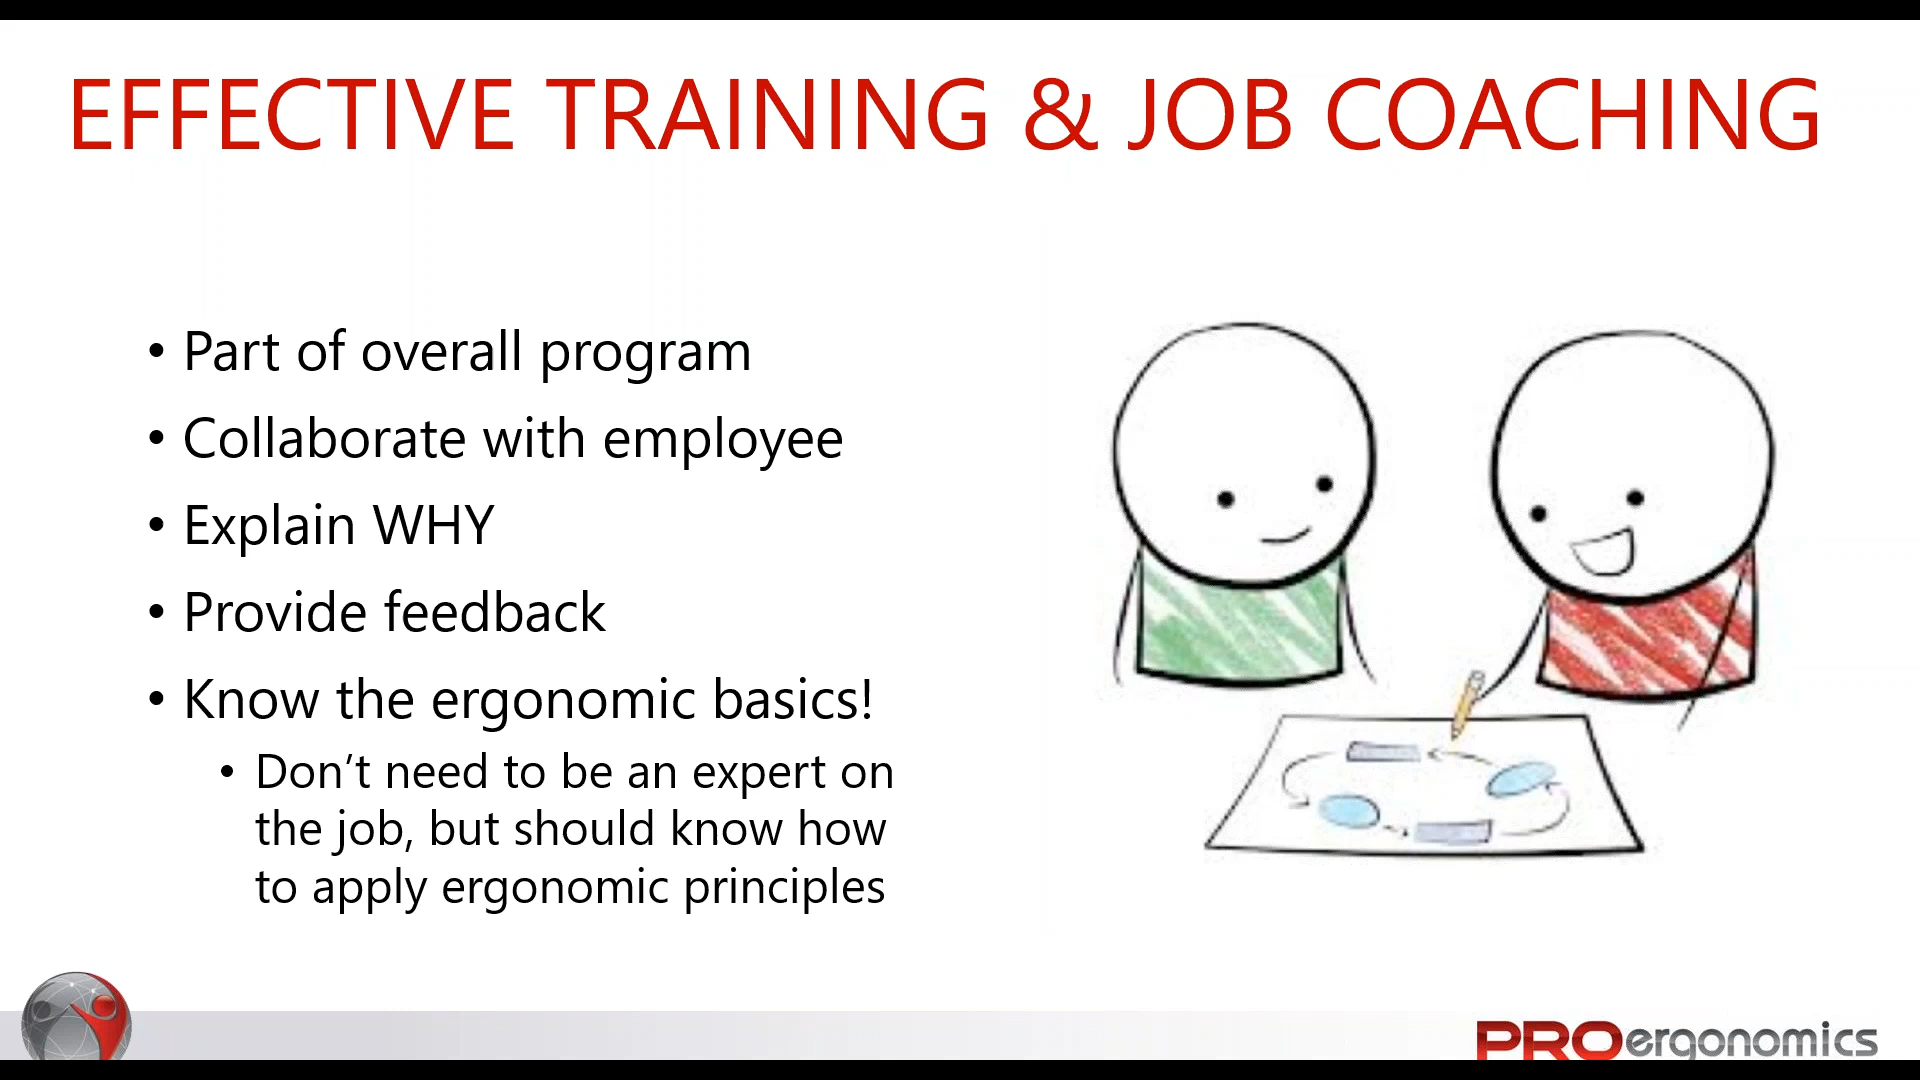 EFFECTIVE TRAINING & JOB COACHING
• Part of overall program
• Collaborate with employee
• Explain WHY
• Provide feedback
• Know the ergonomic basics!
• Don’t need to be an expert on
the job, but should know how
to apply ergonomic principles
PROergonomics